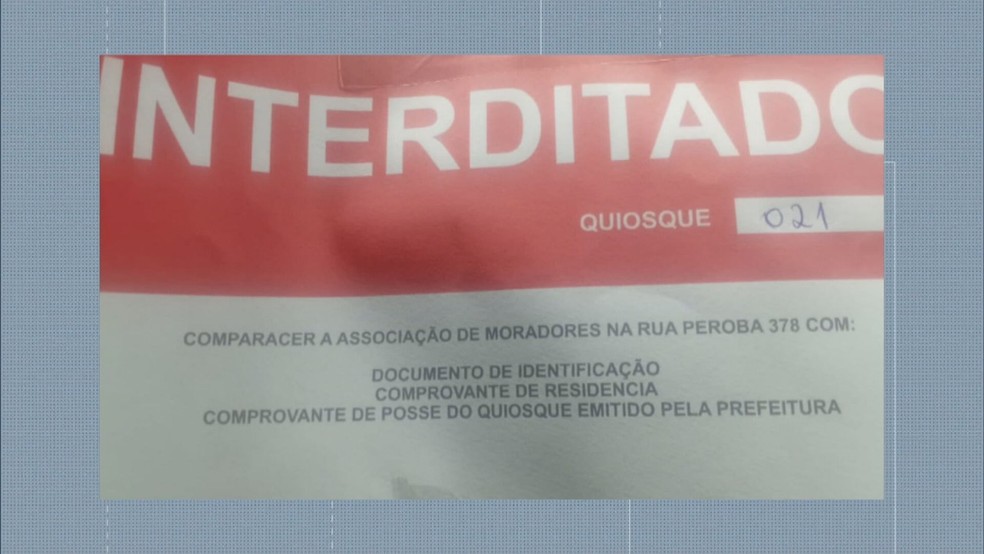 INTERDITADO
QUIOSQUE 021
COMPARACER A ASSOCIAÇÃO DE MORADORES NA RUA PEROBA 378 COM:
DOCUMENTO DE IDENTIFICAÇÃO
COMPROVANTE DE RESIDENCIA
COMPROVANTE DE POSSE DO QUIOSQUE EMITIDO PELA PREFEITURA